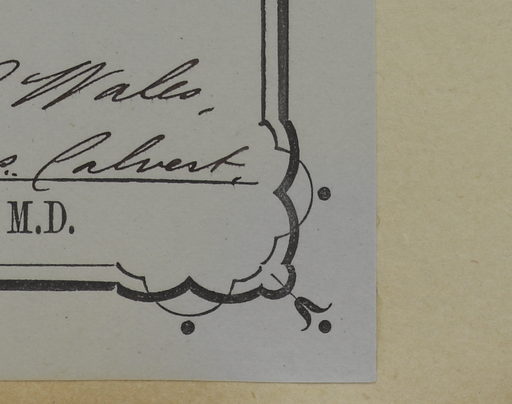 Wales,
s. Calvert,
M.D.